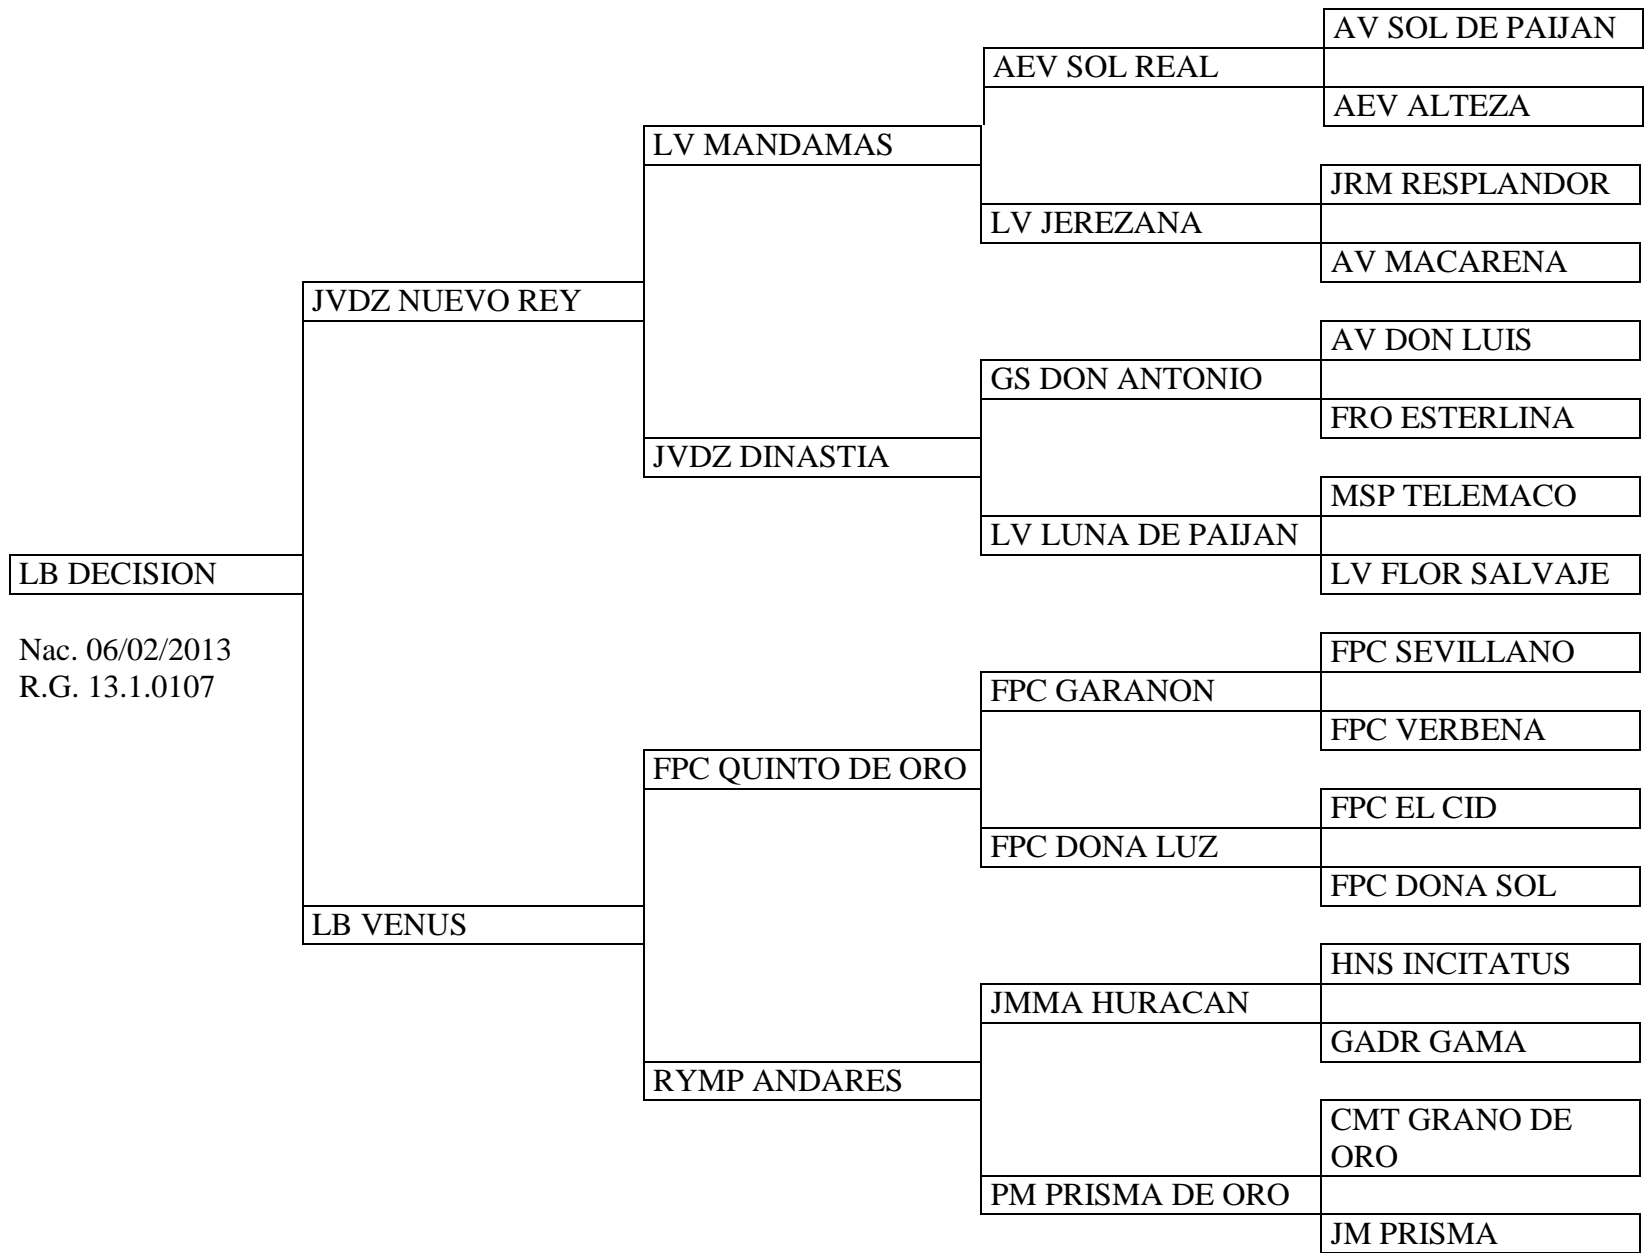 AV SOL DE PAIJAN
AEV SOL REAL
AEV ALTEZA
LV MANDAMAS
JRM RESPLANDOR
LV JEREZANA
AV MACARENA
JVDZ NUEVO REY
AV DON LUIS
GS DON ANTONIO
FRO ESTERLINA
JVDZ DINASTIA
MSP TELEMACO
LV LUNA DE PAIJAN
LB DECISION
LV FLOR SALVAJE
Nac. 06/02/2013
R.G. 13.1.0107
FPC SEVILLANO
FPC GARANON
FPC VERBENA
FPC QUINTO DE ORO
FPC EL CID
FPC DONA LUZ
FPC DONA SOL
LB VENUS
HNS INCITATUS
JMMA HURACAN
GADR GAMA
RYMP ANDARES
CMT GRANO DE
ORO
PM PRISMA DE ORO
JM PRISMA